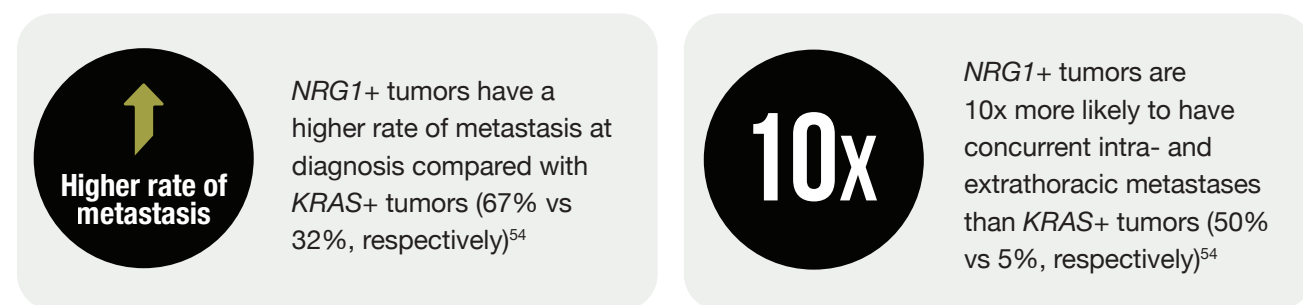 Higher rate of
metastasis
NRG1+ tumors have a
higher rate of metastasis at
diagnosis compared with
KRAS+ tumors (67% vs
32%, respectively)54
10x
NRG1+ tumors are
10x more likely to have
concurrent intra- and
extrathoracic metastases
than KRAS+ tumors (50%
vs 5%, respectively)54